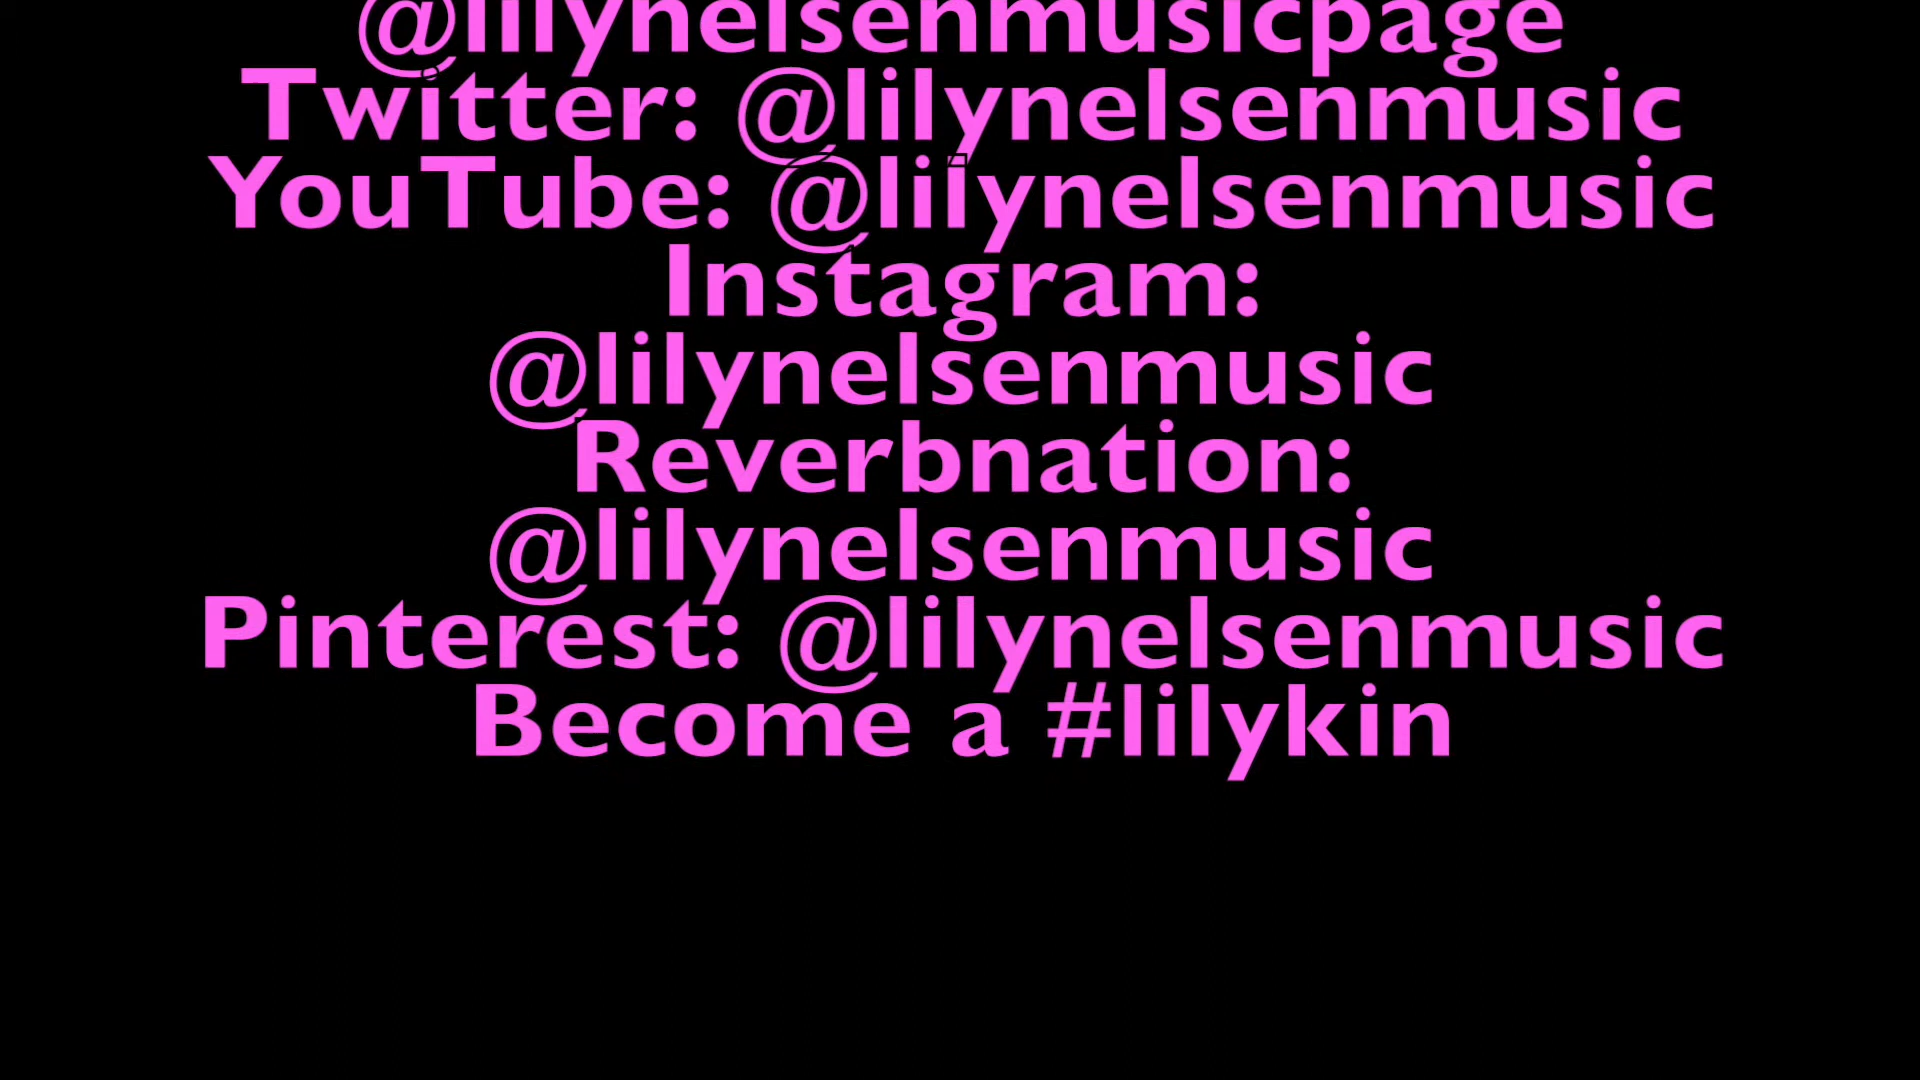 @lilynelsenmusicpage
Twitter: @lilynelsenmusic
YouTube: @lilynelsenmusic
Instagram:
@lilynelsenmusic
Reverbnation:
@lilynelsenmusic
Pinterest: @lilynelsenmusic
Become a #lilykin